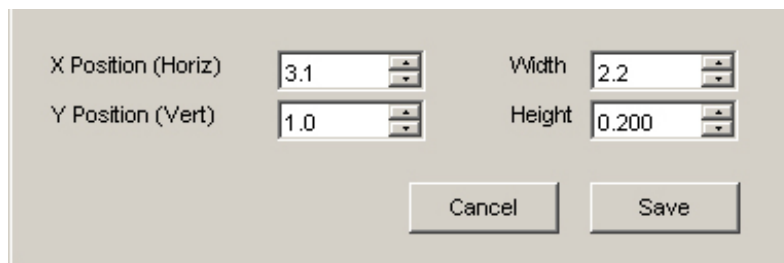 X Position (Horiz) 3.1 Width 2.2
Y Position (Vert) 1.0 Height 0.200
Cancel Save